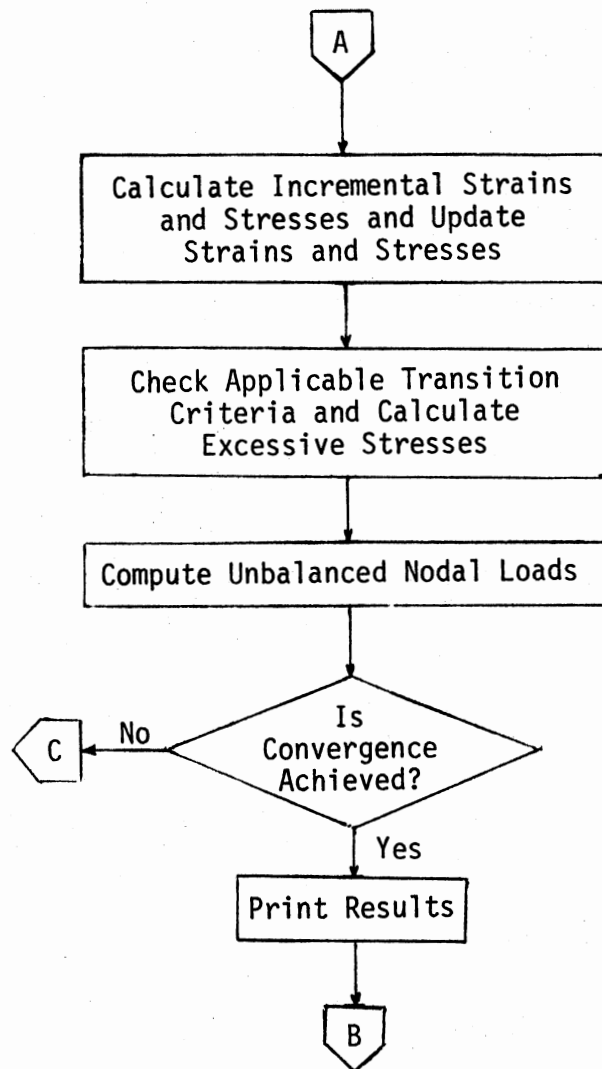 A
Calculate Incremental Strains
and Stresses and Update
Strains and Stresses
Check Applicable Transition
Criteria and Calculate
Excessive Stresses
Compute Unbalanced Nodal Loads
Is
Convergence
Achieved?
No
C
Yes
Print Results
B